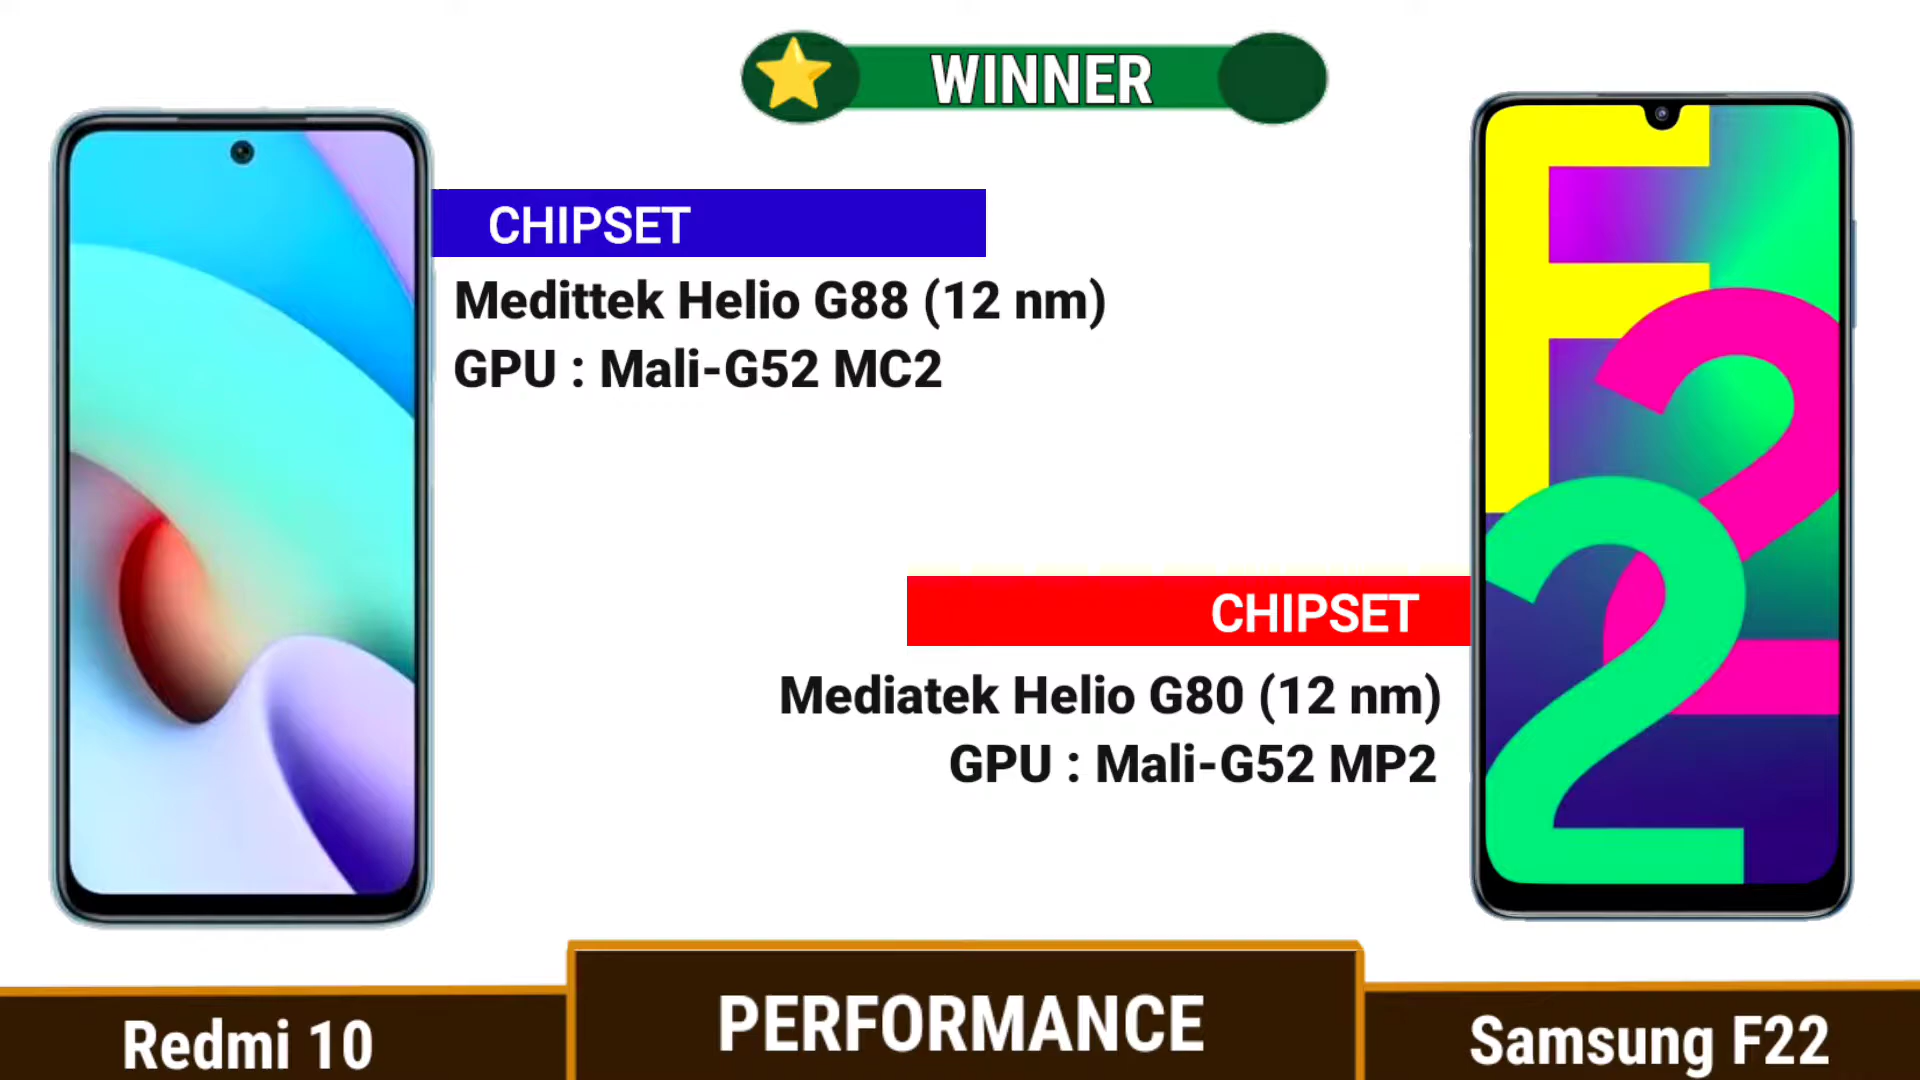 WINNER
CHIPSET
Medittek Helio G88 (12 nm)
GPU : Mali-G52 MC2
F22
CHIPSET
Mediatek Helio G80 (12 nm)
GPU : Mali-G52 MP2
Redmi 10
PERFORMANCE
Samsung F22